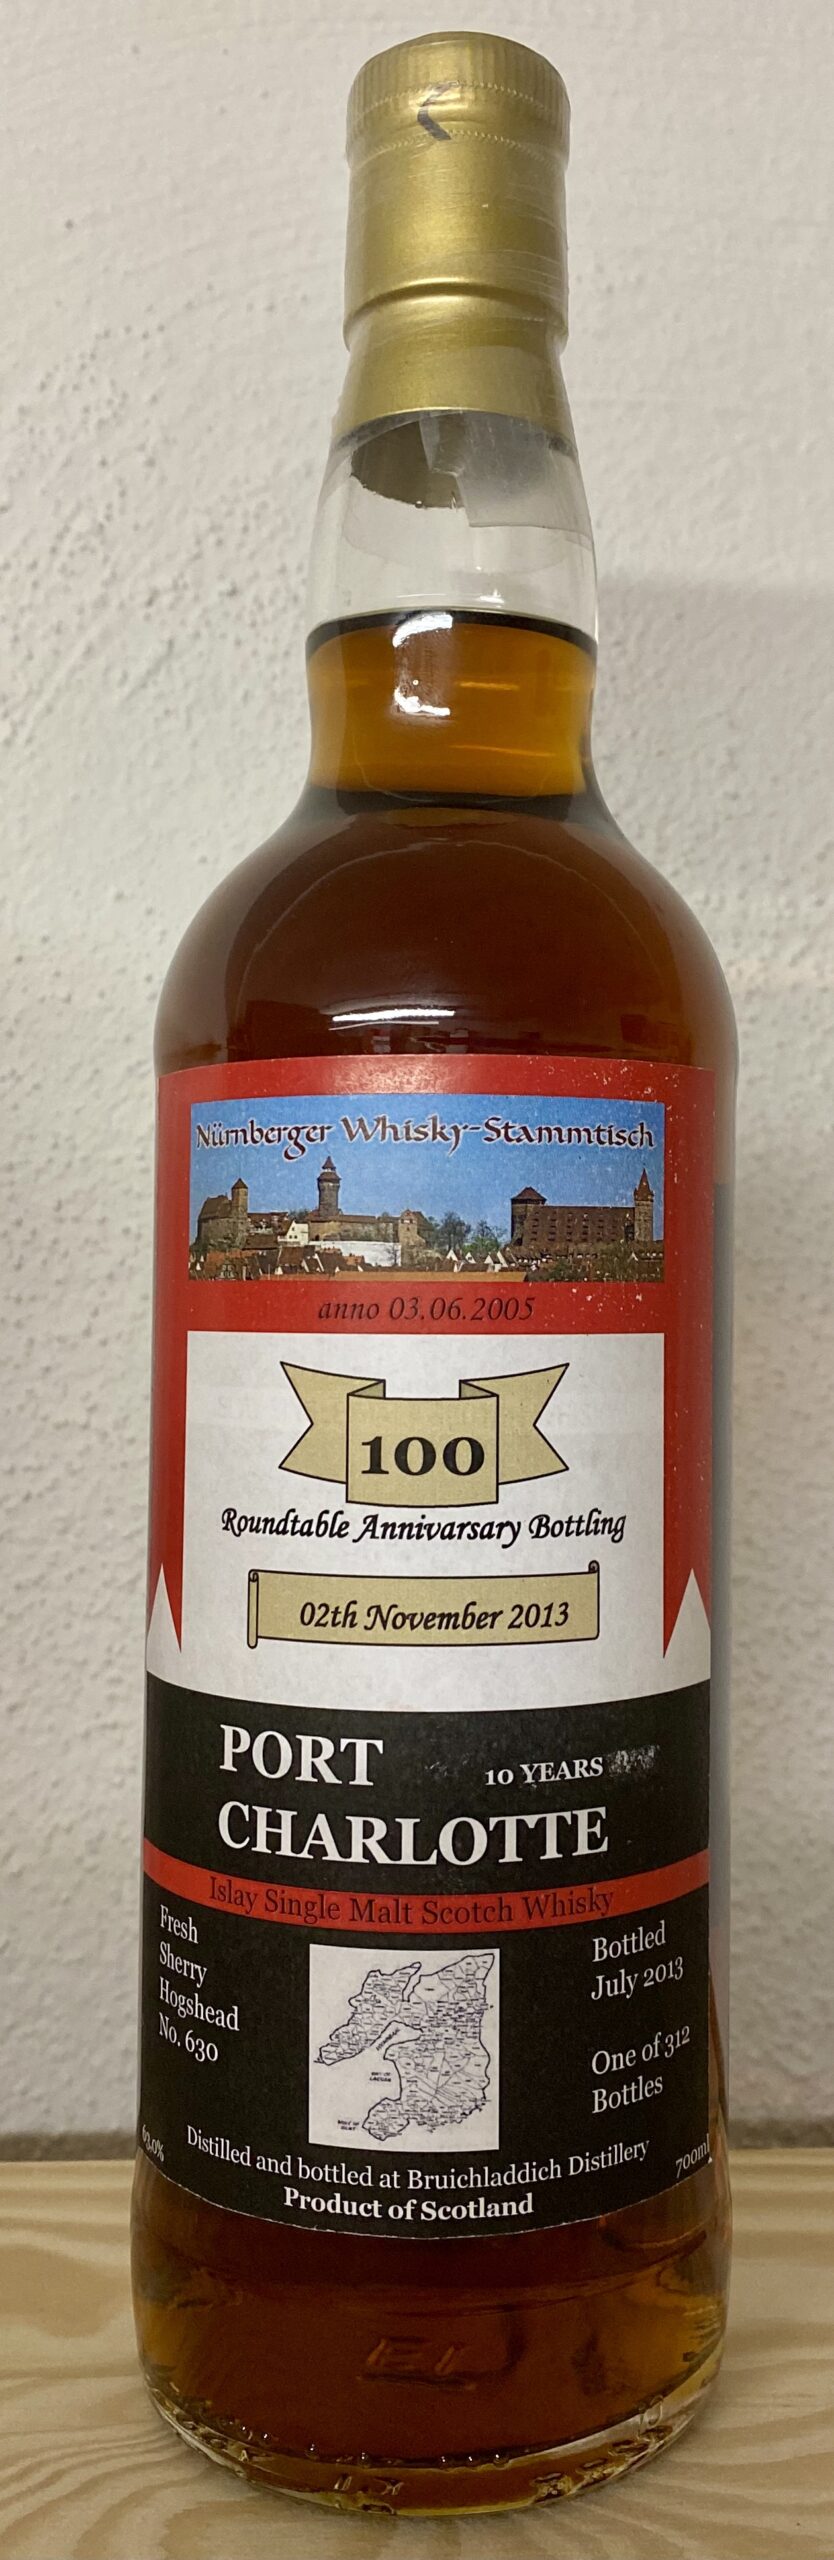 Nürnberger Whisky-Stammtisch
anno 03.06.2005
100
Roundtable Annivarsary Bottling
02th November 2013
PORT
10 YEARS
CHARLOTTE
Islay Single Malt Scotch Whisky
Fresh
Sherry
Hogshead
No. 630
Bottled
July 2013
One of 312
Bottles
Distilled and bottled at Bruichladdich Distillery
700ml
Product of Scotland